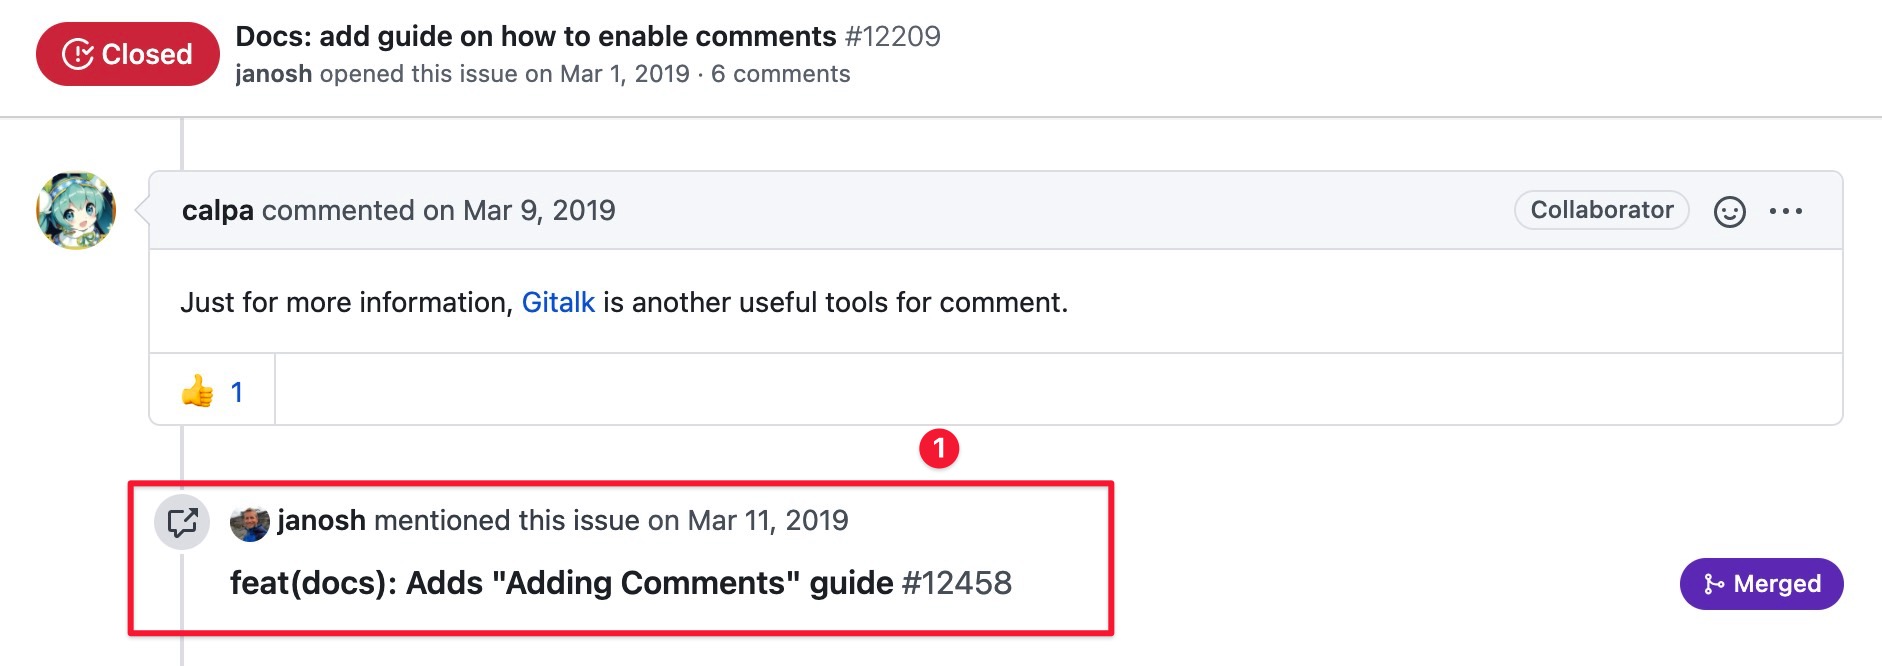 Closed
Docs: add guide on how to enable comments #12209
janosh opened this issue on Mar 1, 2019 · 6 comments
calpa commented on Mar 9, 2019
Collaborator
Just for more information, Gitalk is another useful tools for comment.
👍 1
1
janosh mentioned this issue on Mar 11, 2019
feat(docs): Adds "Adding Comments" guide #12458
Merged